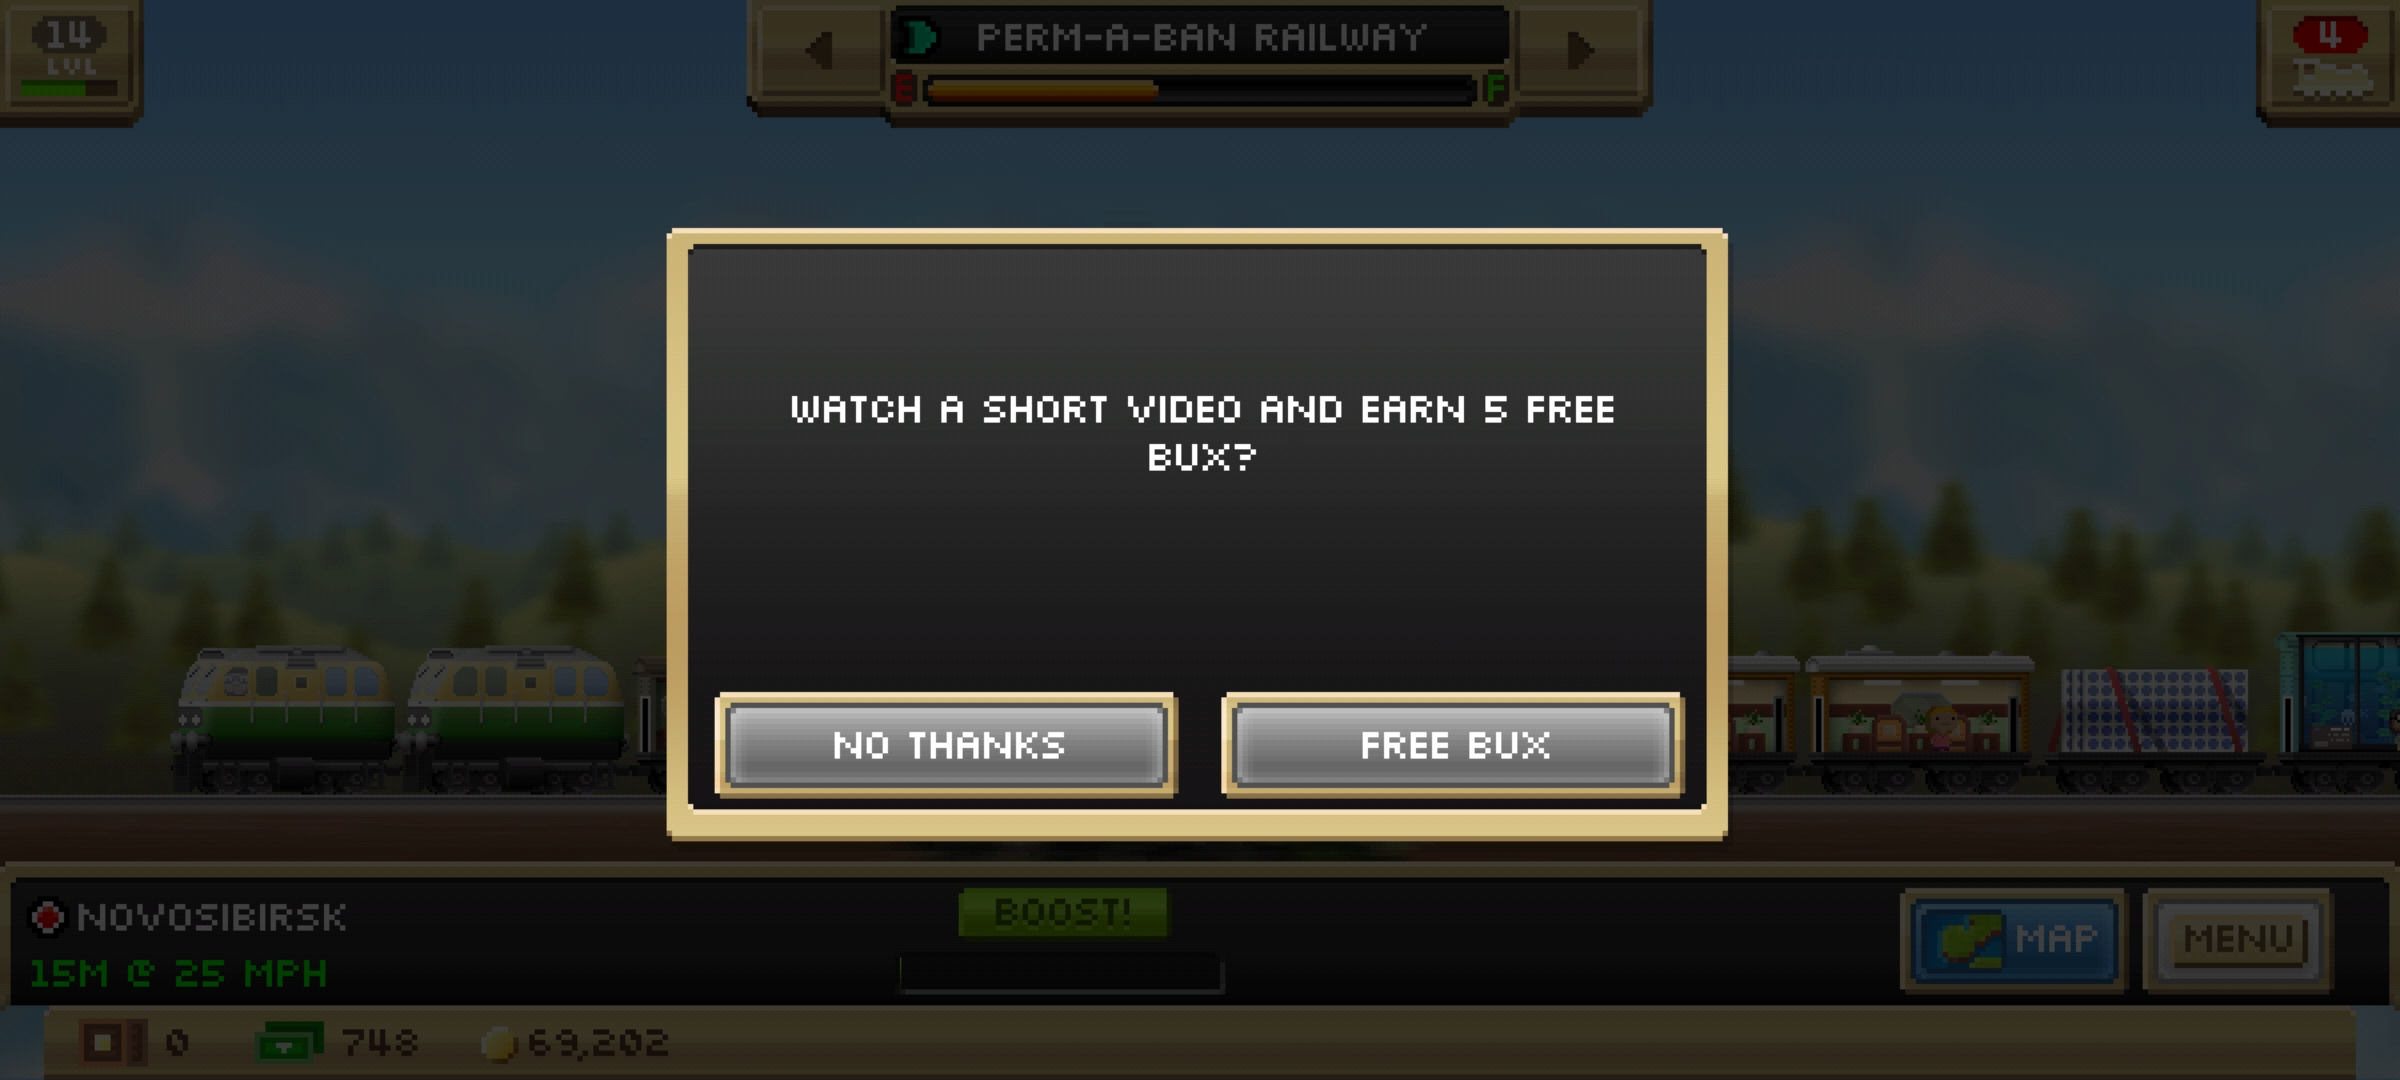 14
LVL
PERM-A-BAN RAILWAY
E
F
4
WATCH A SHORT VIDEO AND EARN 5 FREE
BUX?
NO THANKS
FREE BUX
NOVOSIBIRSK
15M @ 25 MPH
BOOST!
MAP
MENU
0
748
69,202